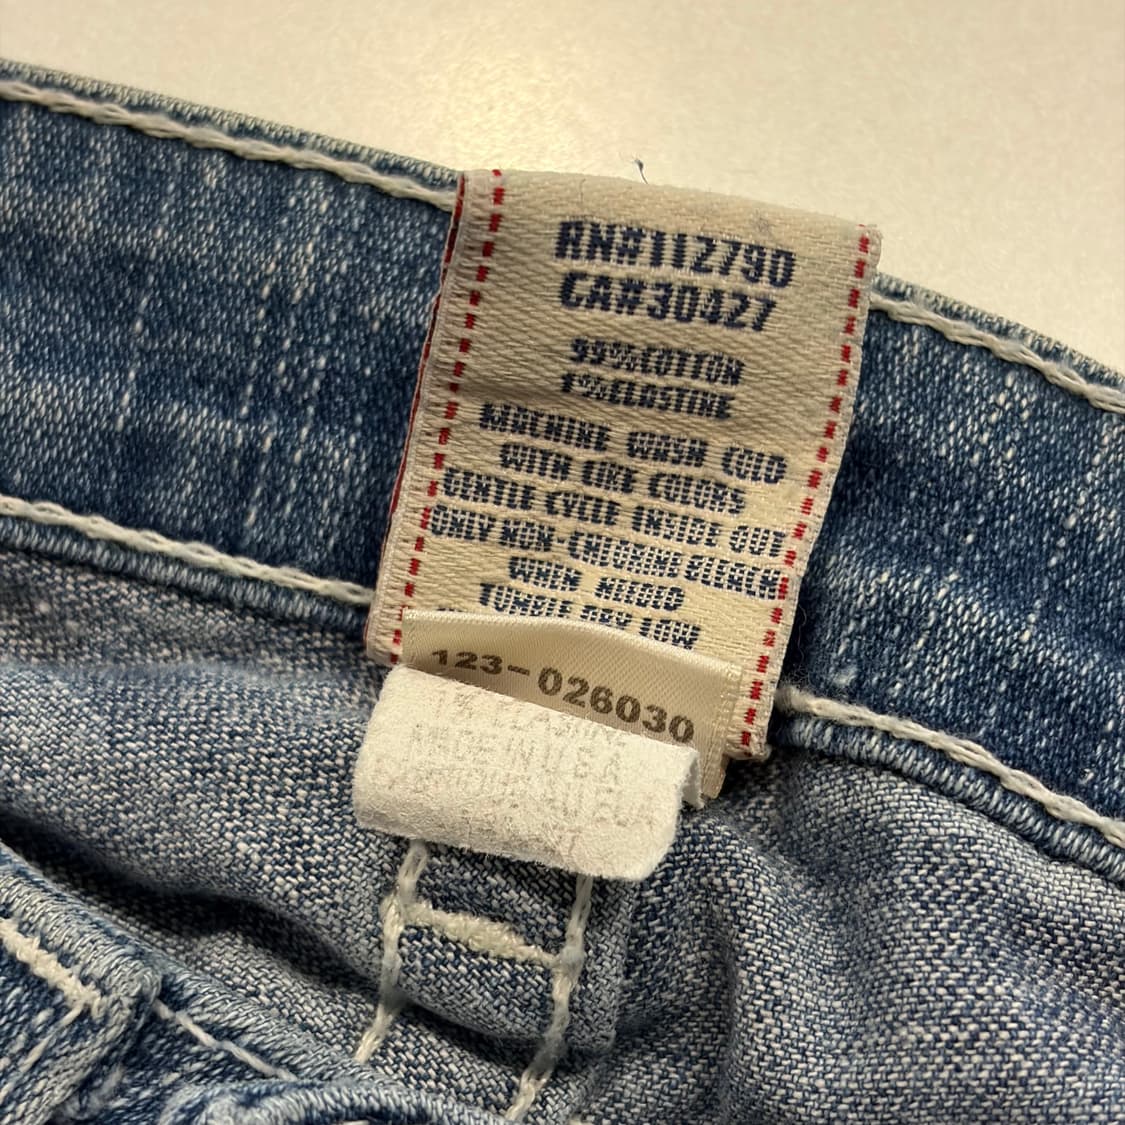 RN#112790
CA#30427
99%COTTON
1%ELASTINE
MACHINE WASH COLD
WITH LIKE COLORS
GENTLE CYCLE INSIDE OUT
ONLY NON-CHLORINE BLEACH
WHEN NEEDED
TUMBLE DRY LOW
123-026030
MADE IN USA